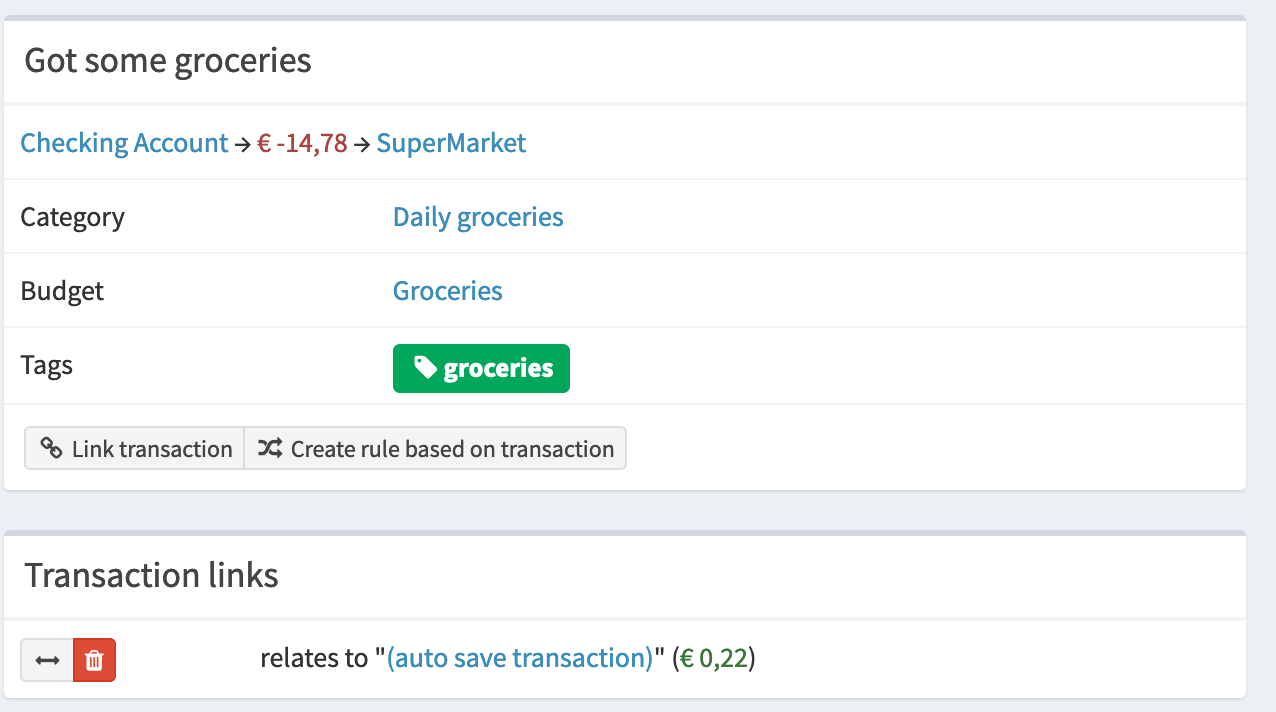 Got some groceries
Checking Account → € -14,78 → SuperMarket
Category Daily groceries
Budget Groceries
Tags groceries
Link transaction Create rule based on transaction
Transaction links
relates to "(auto save transaction)" (€ 0,22)